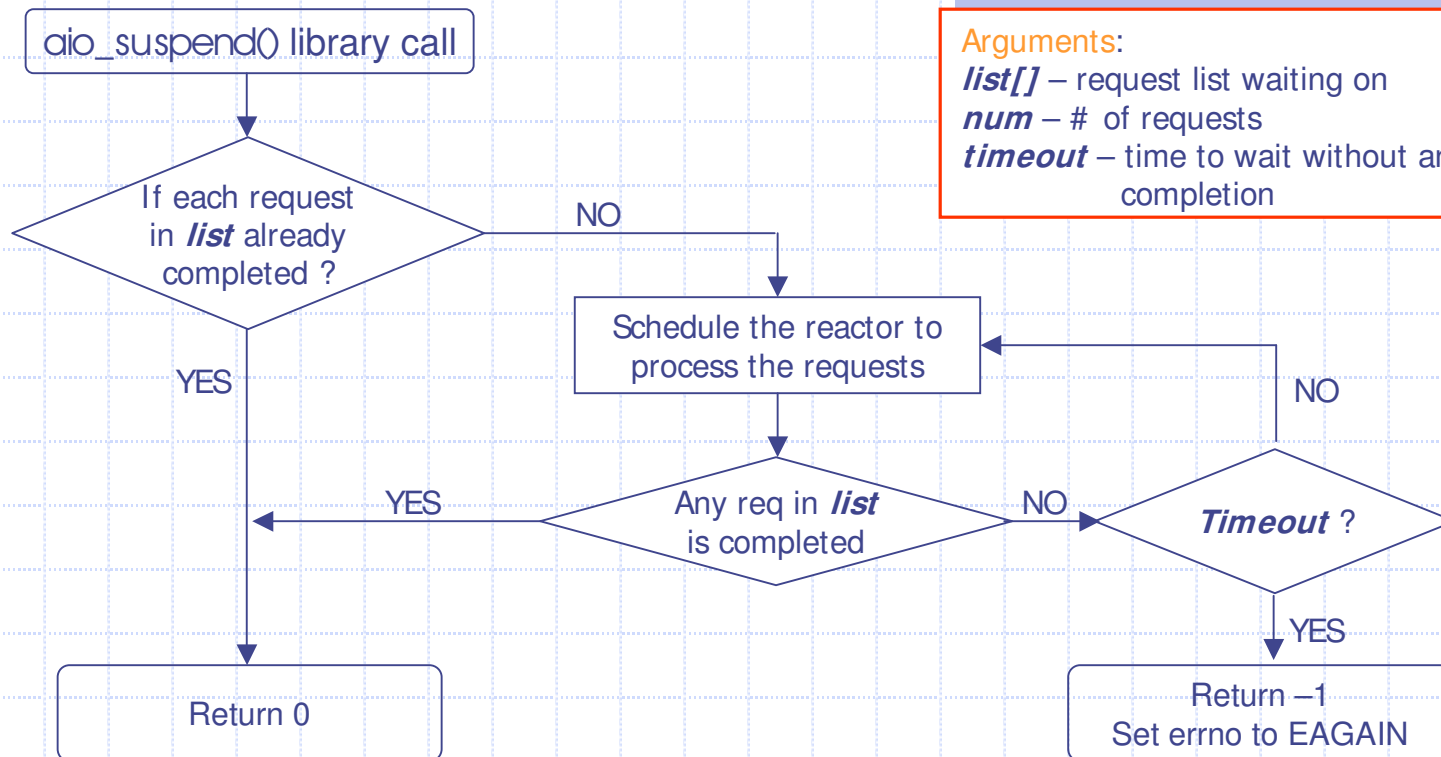 aio_suspend() library call
Arguments:
list[] – request list waiting on
num – # of requests
timeout – time to wait without
completion
If each request
in list already
completed ?
NO
Schedule the reactor to
process the requests
YES
NO
YES
Any req in list
is completed
NO
Timeout ?
YES
Return 0
Return –1
Set errno to EAGAIN